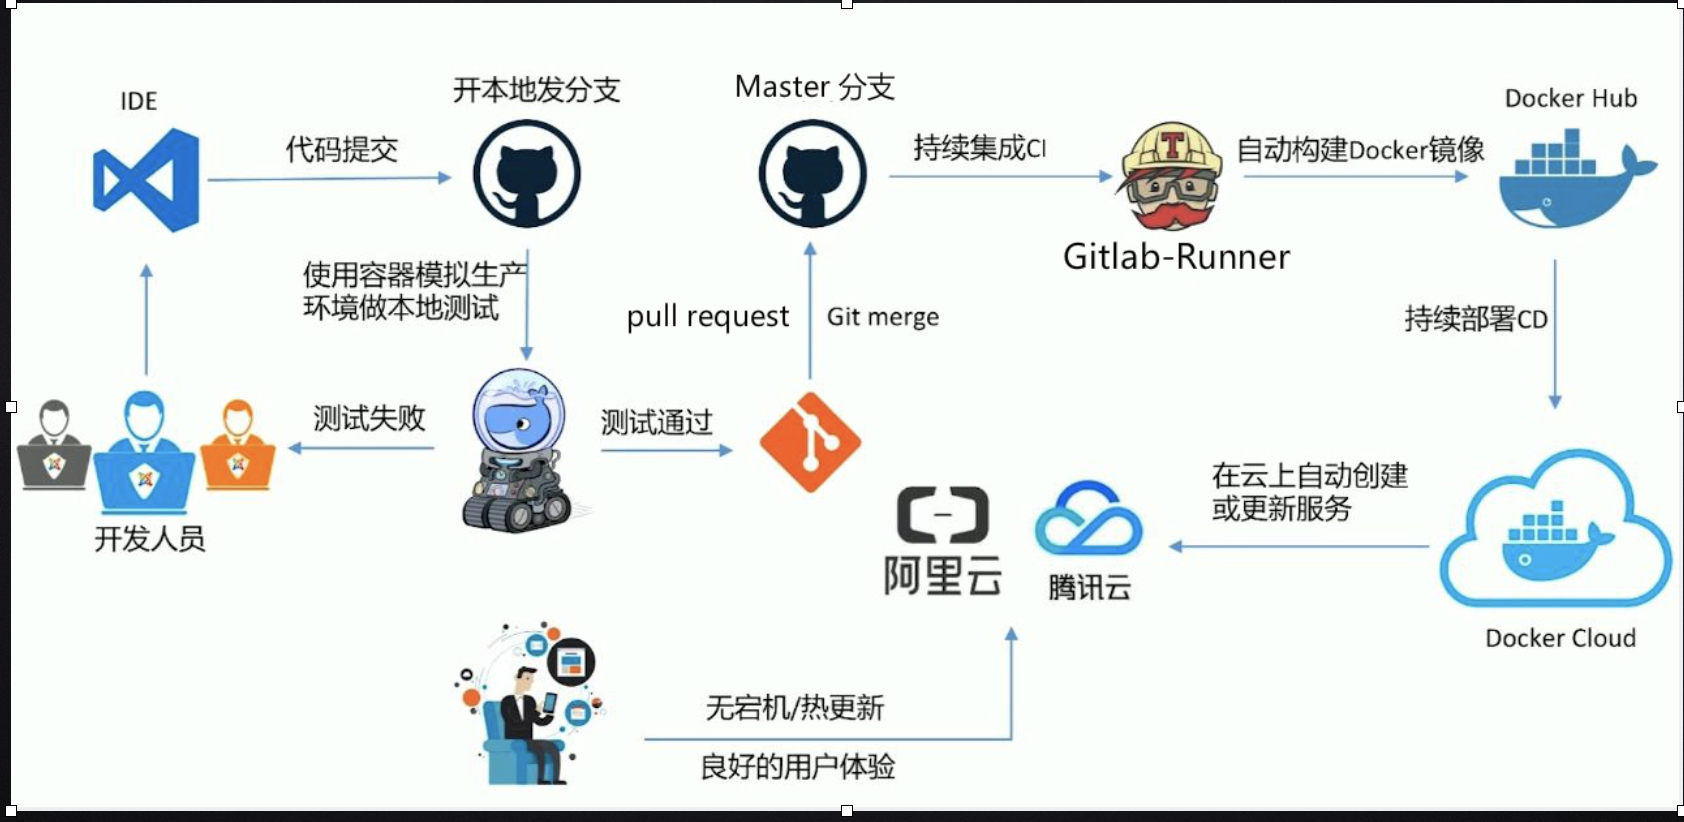 IDE
开本地发分支
Master 分支
Docker Hub
代码提交
持续集成CI
自动构建Docker镜像
T
Gitlab-Runner
使用容器模拟生产
环境做本地测试
pull request
Git merge
持续部署CD
测试失败
测试通过
开发人员
在云上自动创建
或更新服务
阿里云
腾讯云
Docker Cloud
无宕机/热更新
良好的用户体验